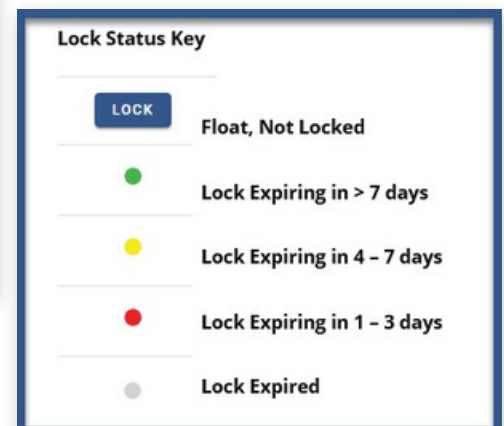 Lock Status Key
LOCK
Float, Not Locked
Lock Expiring in > 7 days
Lock Expiring in 4 – 7 days
Lock Expiring in 1 – 3 days
Lock Expired